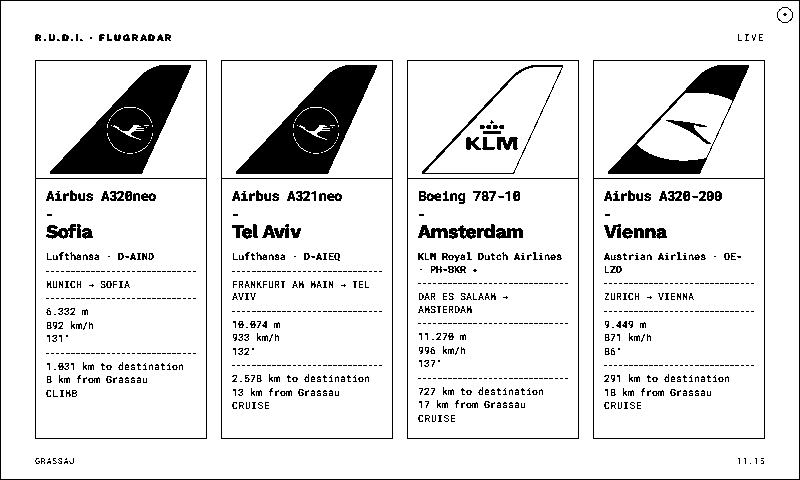 R.U.D.I. · FLUGRADAR
LIVE
Airbus A320neo
-
Sofia
Lufthansa · D-AIND
MUNICH → SOFIA
6.332 m
892 km/h
131°
1.031 km to destination
8 km from Grassau
CLIMB
Airbus A321neo
-
Tel Aviv
Lufthansa · D-AIEQ
FRANKFURT AM MAIN → TEL
AVIV
10.074 m
933 km/h
132°
2.578 km to destination
13 km from Grassau
CRUISE
KLM
Boeing 787-10
-
Amsterdam
KLM Royal Dutch Airlines
· PH-BKR ✦
DAR ES SALAAM →
AMSTERDAM
11.270 m
996 km/h
137°
727 km to destination
17 km from Grassau
CRUISE
Airbus A320-200
-
Vienna
Austrian Airlines · OE-
LZO
ZURICH → VIENNA
9.449 m
871 km/h
86°
291 km to destination
18 km from Grassau
CRUISE
GRASSAU
11.15